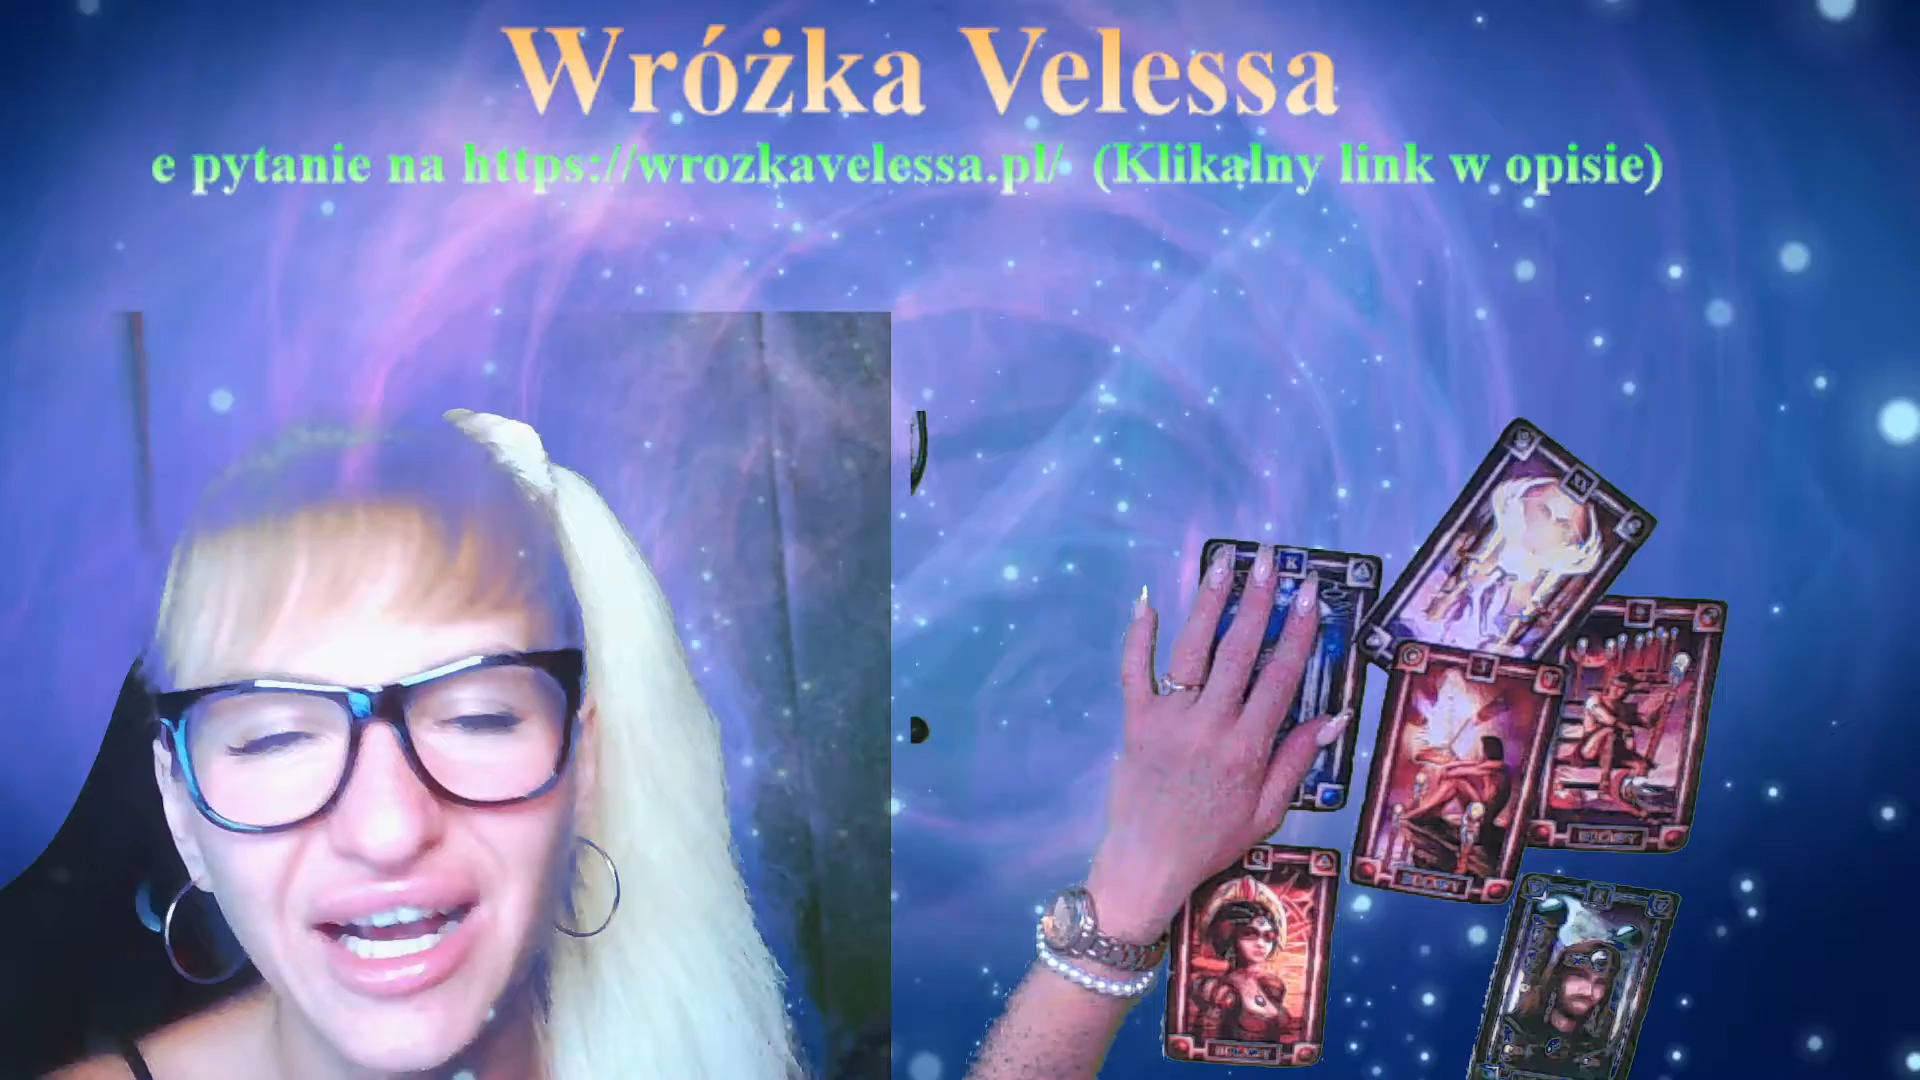 Wróżka Velessa
e pytanie na https://wrozkavelessa.pl/ (Klikalny link w opisie)
K
Q